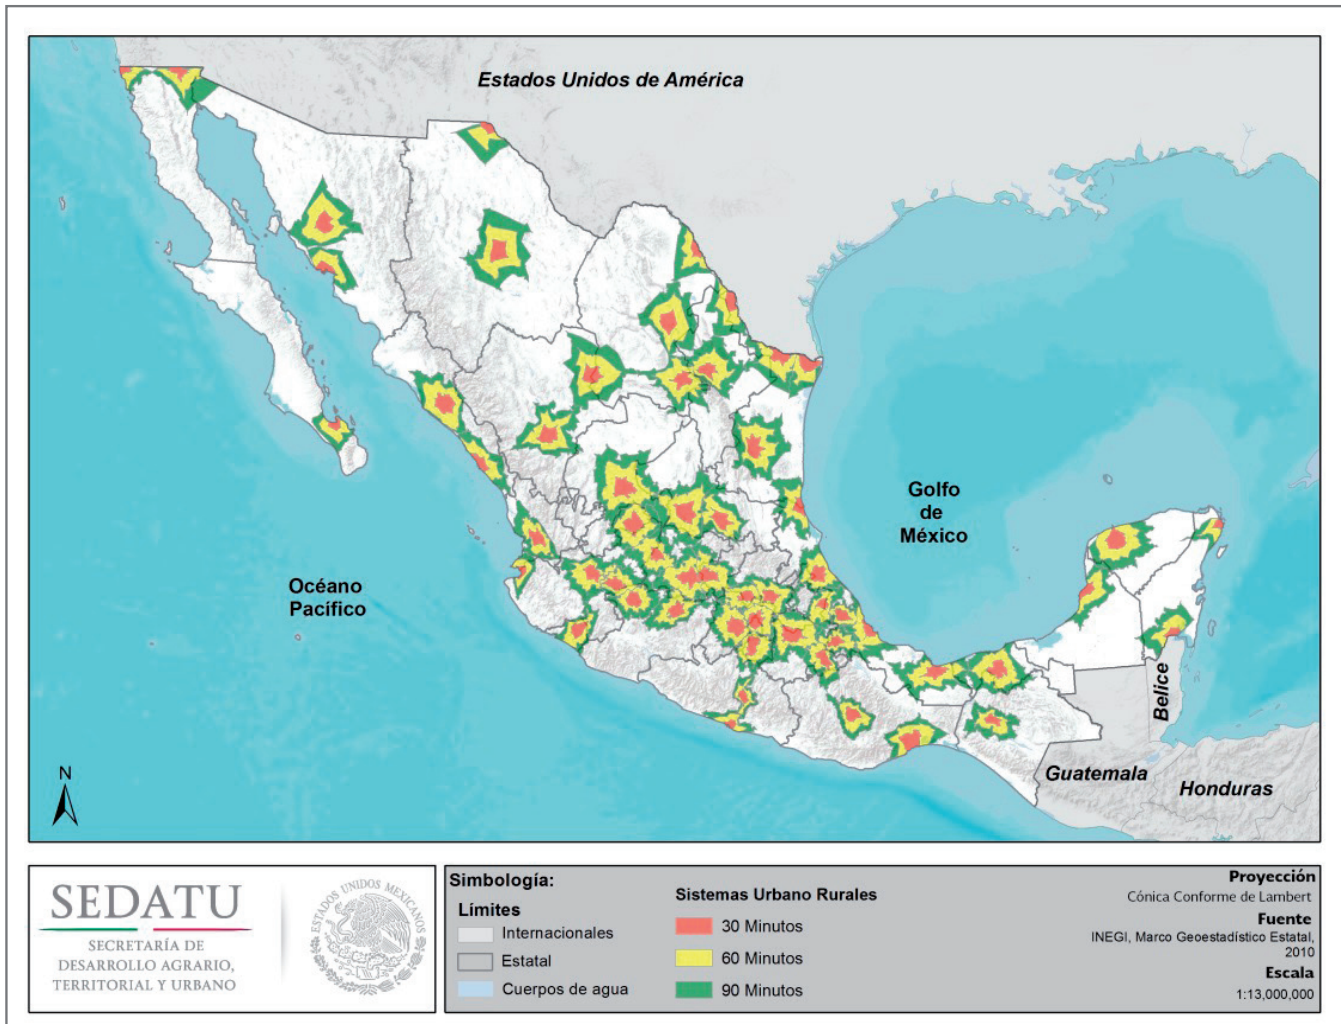 Estados Unidos de América
Golfo
de
México
Océano
Pacífico
Belice
Guatemala
Honduras
N
SEDATU
SECRETARÍA DE
DESARROLLO AGRARIO,
TERRITORIAL Y URBANO
ESTADOS UNIDOS MEXICANOS
Simbología:
Límites
Internacionales
Estatal
Cuerpos de agua
Sistemas Urbano Rurales
30 Minutos
60 Minutos
90 Minutos
Proyección
Cónica Conforme de Lambert
Fuente
INEGI, Marco Geoestadístico Estatal,
2010
Escala
1:13,000,000